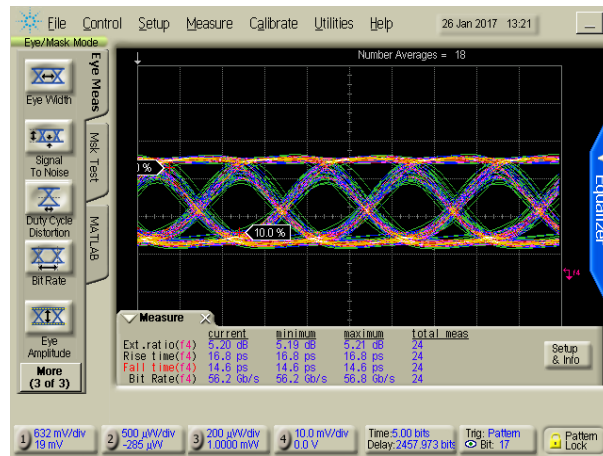 File Control Setup Measure Calibrate Utilities Help 26 Jan 2017 13:21
Eye/Mask Mode
Number Averages = 18
Eye Meas
Msk Test
MATLAB
Eye Width
Signal
To Noise
Duty Cycle
Distortion
Bit Rate
Eye
Amplitude
More
(3 of 3)
) %
10.0 %
Equalizer
Measure
current minimum maximum total meas
Ext.ratio(f4) 5.20 dB 5.19 dB 5.21 dB 24
Rise time(f4) 16.8 ps 16.8 ps 16.8 ps 24
Fall time(f4) 14.6 ps 14.6 ps 14.6 ps 24
Bit Rate(f4) 56.2 Gb/s 56.2 Gb/s 56.8 Gb/s 24
Setup
& Info
1) 632 mV/div
19 mV
2) 500 µW/div
-285 µW
3) 200 µW/div
1.0000 mW
4) 10.0 mV/div
0.0 V
Time:5.00 bits
Delay:2457.973 bits
Trig: Pattern
Bit: 17
Pattern
Lock